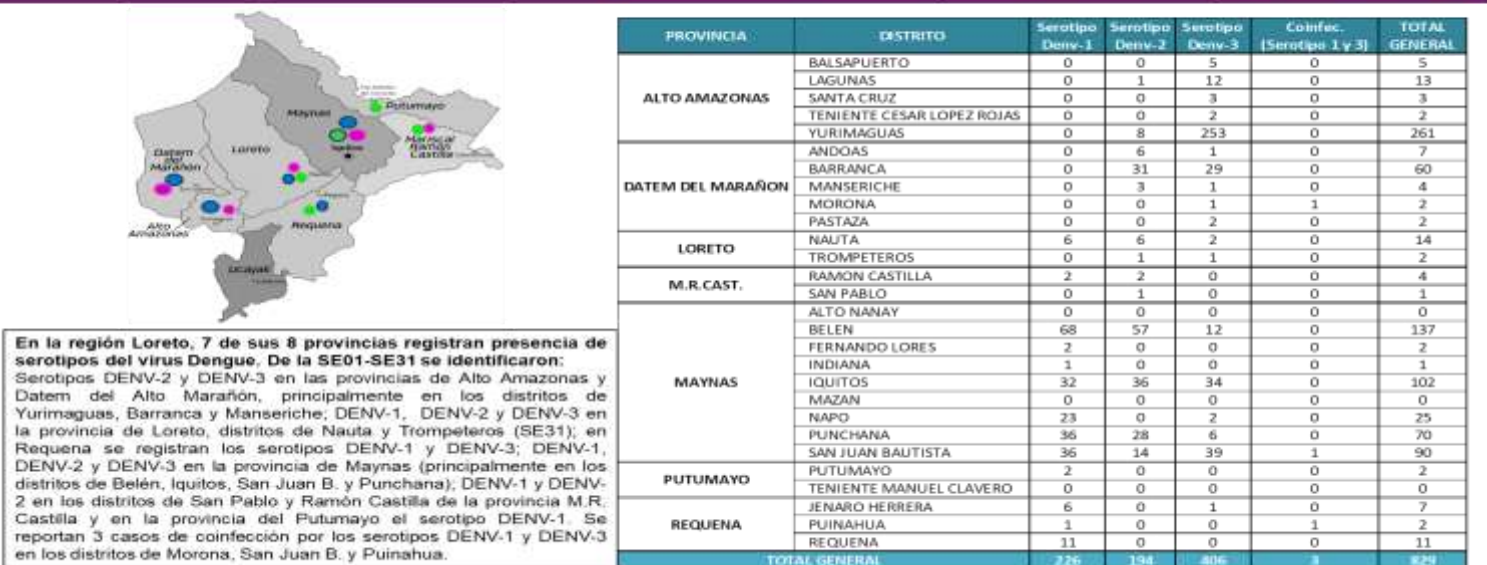 Maynas
Putumayo
Mariscal
Ramón
Castilla
Datem
del
Marañón
Loreto
Alto
Amazonas
Requena
Ucayali
En la región Loreto, 7 de sus 8 provincias registran presencia de
serotipos del virus Dengue. De la SE01-SE31 se identificaron:
Serotipos DENV-2 y DENV-3 en las provincias de Alto Amazonas y
Datem del Alto Marañón, principalmente en los distritos de
Yurimaguas, Barranca y Manseriche; DENV-1, DENV-2 y DENV-3 en
la provincia de Loreto, distritos de Nauta y Trompeteros (SE31); en
Requena se registran los serotipos DENV-1 y DENV-3; DENV-1,
DENV-2 y DENV-3 en la provincia de Maynas (principalmente en los
distritos de Belén, Iquitos, San Juan B. y Punchana); DENV-1 y DENV-
2 en los distritos de San Pablo y Ramón Castilla de la provincia M.R.
Castilla y en la provincia del Putumayo el serotipo DENV-1. Se
reportan 3 casos de coinfección por los serotipos DENV-1 y DENV-3
en los distritos de Morona, San Juan B. y Puinahua.
PROVINCIA DISTRITO Serotipo Denv-1 Serotipo Denv-2 Serotipo Denv-3 Coinfec. (Serotipo 1 y 3) TOTAL GENERAL
ALTO AMAZONAS BALSAPUERTO 0 0 5 0 5
LAGUNAS 0 1 12 0 13
SANTA CRUZ 0 0 3 0 3
TENIENTE CESAR LOPEZ ROJAS 0 0 2 0 2
YURIMAGUAS 0 8 253 0 261
DATEM DEL MARAÑON ANDOAS 0 6 1 0 7
BARRANCA 0 31 29 0 60
MANSERICHE 0 3 1 0 4
MORONA 0 0 1 1 2
PASTAZA 0 0 2 0 2
LORETO NAUTA 6 6 2 0 14
TROMPETEROS 0 1 1 0 2
M.R.CAST. RAMON CASTILLA 2 2 0 0 4
SAN PABLO 0 1 0 0 1
MAYNAS ALTO NANAY 0 0 0 0 0
BELEN 68 57 12 0 137
FERNANDO LORES 2 0 0 0 2
INDIANA 1 0 0 0 1
IQUITOS 32 36 34 0 102
MAZAN 0 0 0 0 0
NAPO 23 0 2 0 25
PUNCHANA 36 28 6 0 70
SAN JUAN BAUTISTA 36 14 39 1 90
PUTUMAYO PUTUMAYO 2 0 0 0 2
TENIENTE MANUEL CLAVERO 0 0 0 0 0
REQUENA JENARO HERRERA 6 0 1 0 7
PUINAHUA 1 0 0 1 2
REQUENA 11 0 0 0 11
TOTAL GENERAL 226 194 406 3 829